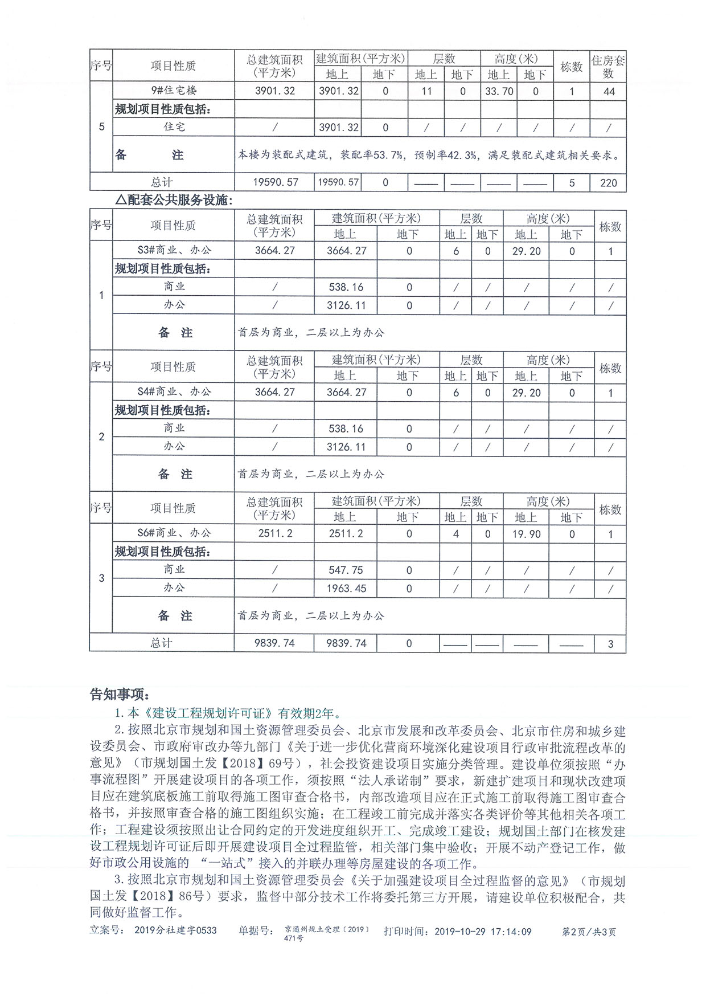 序号 项目性质 总建筑面积(平方米) 建筑面积(平方米) 层数 高度(米) 栋数 住房套数
地上 地下 地上 地下 地上 地下
5 9#住宅楼 3901.32 3901.32 0 11 0 33.70 0 1 44
规划项目性质包括:
住宅 / 3901.32 0 / / / / / /
备 注 本楼为装配式建筑，装配率53.7%，预制率42.3%，满足装配式建筑相关要求。
总计 19590.57 19590.57 0 —— —— —— —— 5 220
△配套公共服务设施:
序号 项目性质 总建筑面积(平方米) 建筑面积(平方米) 层数 高度(米) 栋数
地上 地下 地上 地下 地上 地下
1 S3#商业、办公 3664.27 3664.27 0 6 0 29.20 0 1
规划项目性质包括:
商业 / 538.16 0 / / / / /
办公 / 3126.11 0 / / / / /
备 注 首层为商业，二层以上为办公
序号 项目性质 总建筑面积(平方米) 建筑面积(平方米) 层数 高度(米) 栋数
地上 地下 地上 地下 地上 地下
2 S4#商业、办公 3664.27 3664.27 0 6 0 29.20 0 1
规划项目性质包括:
商业 / 538.16 0 / / / / /
办公 / 3126.11 0 / / / / /
备 注 首层为商业，二层以上为办公
序号 项目性质 总建筑面积(平方米) 建筑面积(平方米) 层数 高度(米) 栋数
地上 地下 地上 地下 地上 地下
3 S6#商业、办公 2511.2 2511.2 0 4 0 19.90 0 1
规划项目性质包括:
商业 / 547.75 0 / / / / /
办公 / 1963.45 0 / / / / /
备 注 首层为商业，二层以上为办公
总计 9839.74 9839.74 0 —— —— —— —— 3
告知事项:
1.本《建设工程规划许可证》有效期2年。
2.按照北京市规划和国土资源管理委员会、北京市发展和改革委员会、北京市住房和城乡建
设委员会、市政府审改办等九部门《关于进一步优化营商环境深化建设项目行政审批流程改革的
意见》（市规划国土发【2018】69号），社会投资建设项目实施分类管理。建设单位须按照“办
事流程图”开展建设项目的各项工作，须按照“法人承诺制”要求，新建扩建项目和现状改建项
目应在建筑底板施工前取得施工图审查合格书，内部改造项目应在正式施工前取得施工图审查合
格书，并按照审查合格的施工图组织实施；在工程竣工前完成并落实各类评价等其他相关各项工
作；工程建设须按照出让合同约定的开发进度组织开工、完成竣工建设；规划国土部门在核发建
设工程规划许可证后即开展建设项目全过程监管，相关部门集中验收；开展不动产登记工作，做
好市政公用设施的 “一站式”接入的并联办理等房屋建设的各项工作。
3.按照北京市规划和国土资源管理委员会《关于加强建设项目全过程监督的意见》（市规划
国土发【2018】86号）要求，监督中部分技术工作将委托第三方开展，请建设单位积极配合，共
同做好监督工作。
立案号： 2019分社建字0533 单据号： 京通州规土受理〔2019〕471号 打印时间：2019-10-29 17:14:09 第2页/共3页